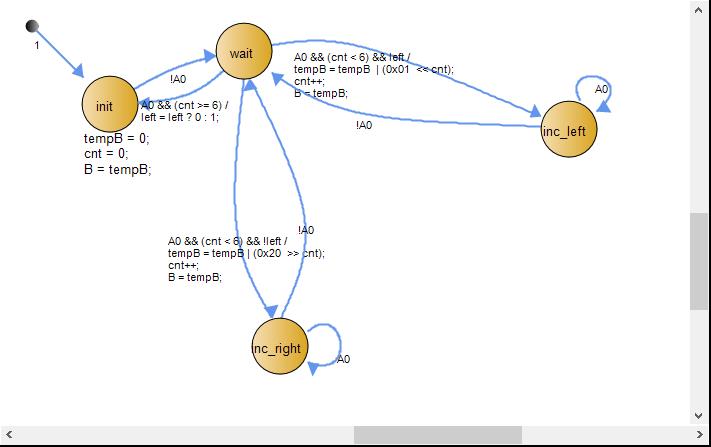 1
wait
init
!A0
A0 && (cnt >= 6) /
left = left ? 0 : 1;
tempB = 0;
cnt = 0;
B = tempB;
A0 && (cnt < 6) && left /
tempB = tempB | (0x01 << cnt);
cnt++;
B = tempB;
!A0
A0
inc_left
A0 && (cnt < 6) && !left /
tempB = tempB | (0x20 >> cnt);
cnt++;
B = tempB;
!A0
inc_right
A0